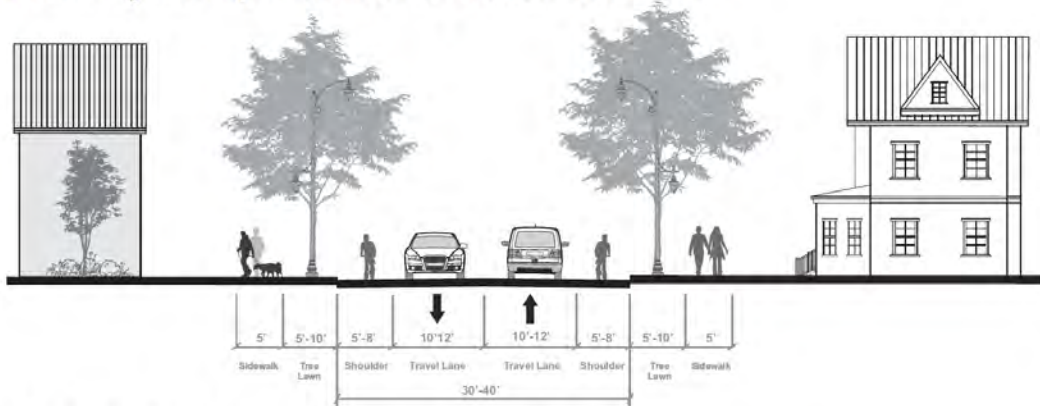 5' 5'-10' 5'-8' 10'12' 10'-12' 5'-8' 5'-10' 5'
Sidewalk Tree Lawn Shoulder Travel Lane Travel Lane Shoulder Tree Lawn Sidewalk
30'-40'